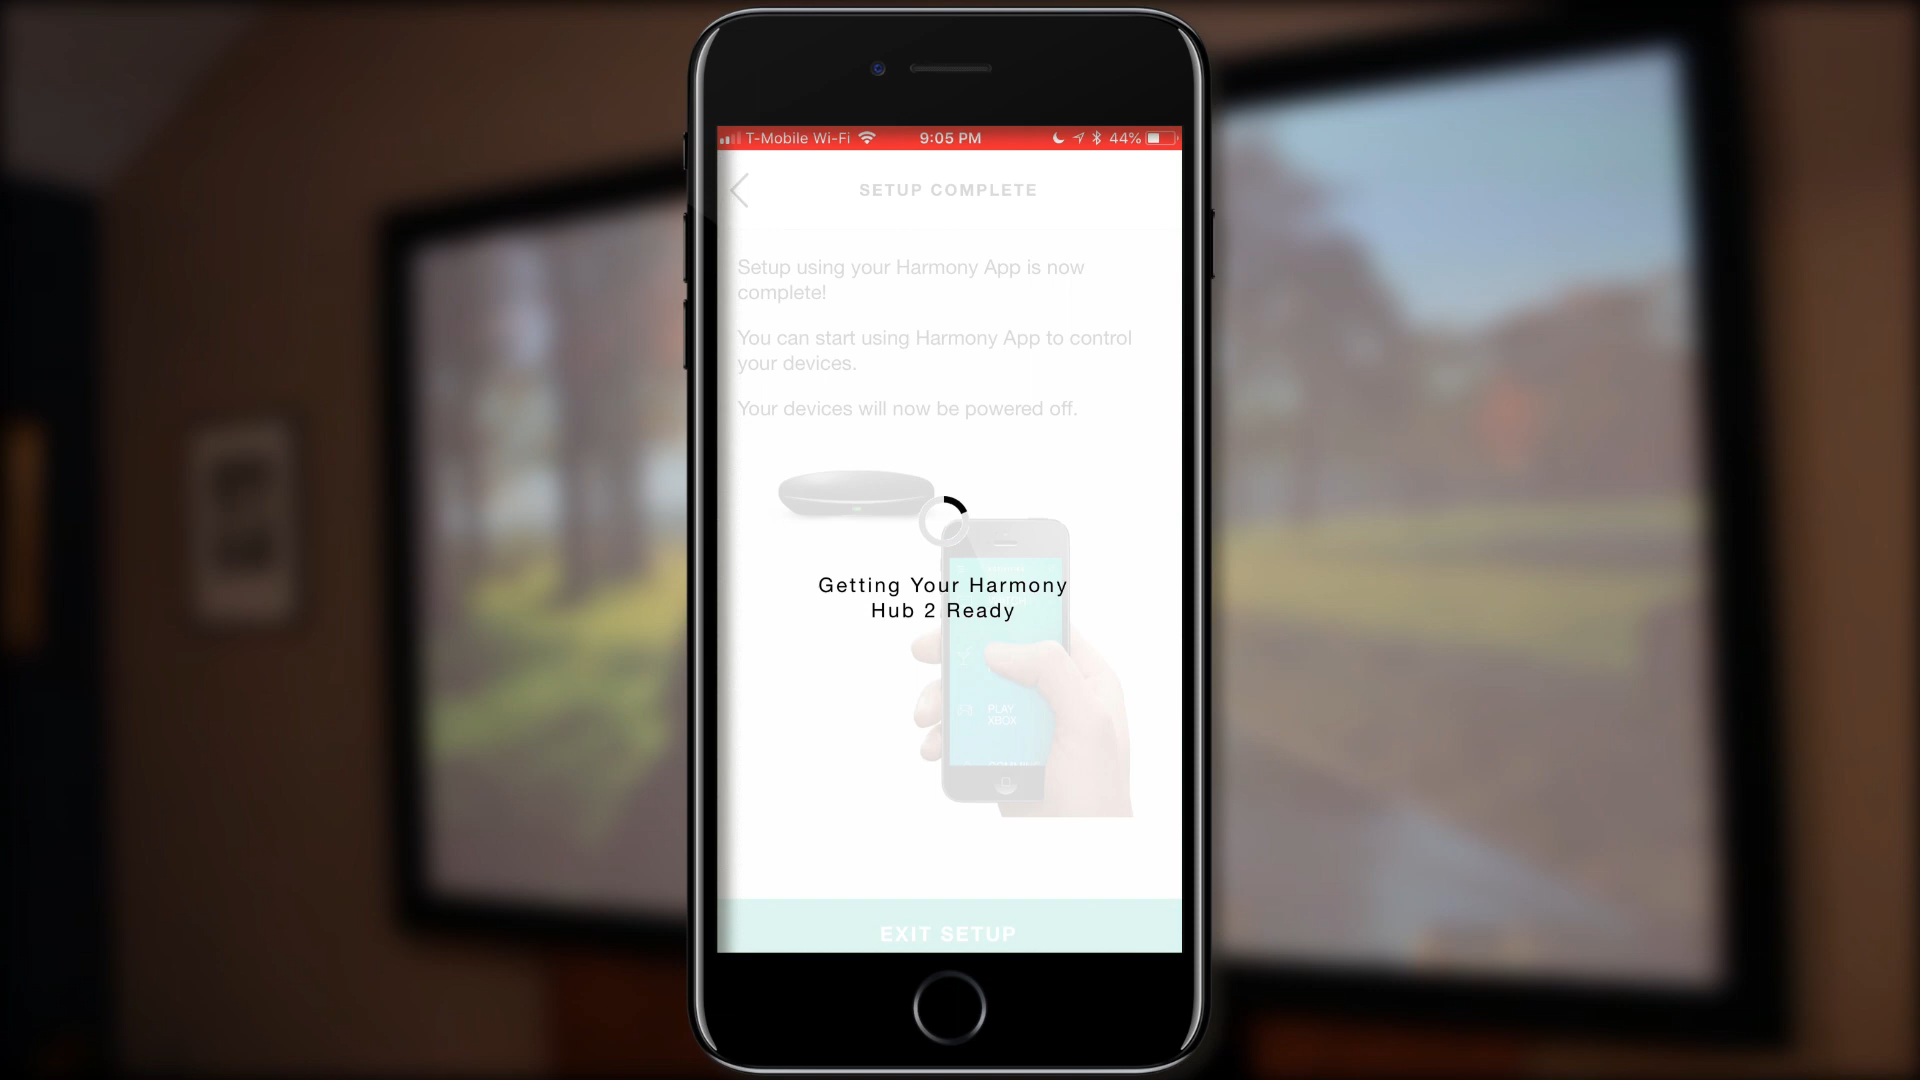 T-Mobile Wi-Fi 9:05 PM 44%
SETUP COMPLETE
Setup using your Harmony App is now
complete!
You can start using Harmony App to control
your devices.
Your devices will now be powered off.
Getting Your Harmony
Hub 2 Ready
PLAY
XBOX
EXIT SETUP